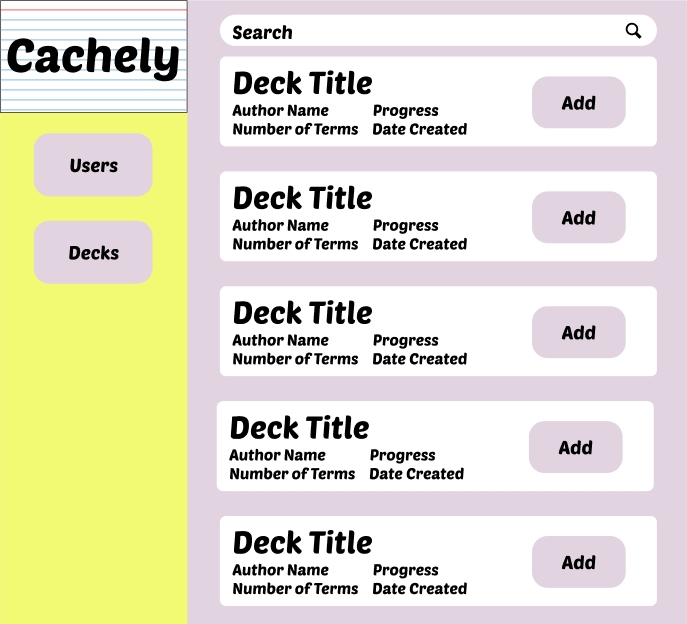 Cachely
Users
Decks
Search
Deck Title
Author Name Progress
Number of Terms Date Created
Add
Deck Title
Author Name Progress
Number of Terms Date Created
Add
Deck Title
Author Name Progress
Number of Terms Date Created
Add
Deck Title
Author Name Progress
Number of Terms Date Created
Add
Deck Title
Author Name Progress
Number of Terms Date Created
Add